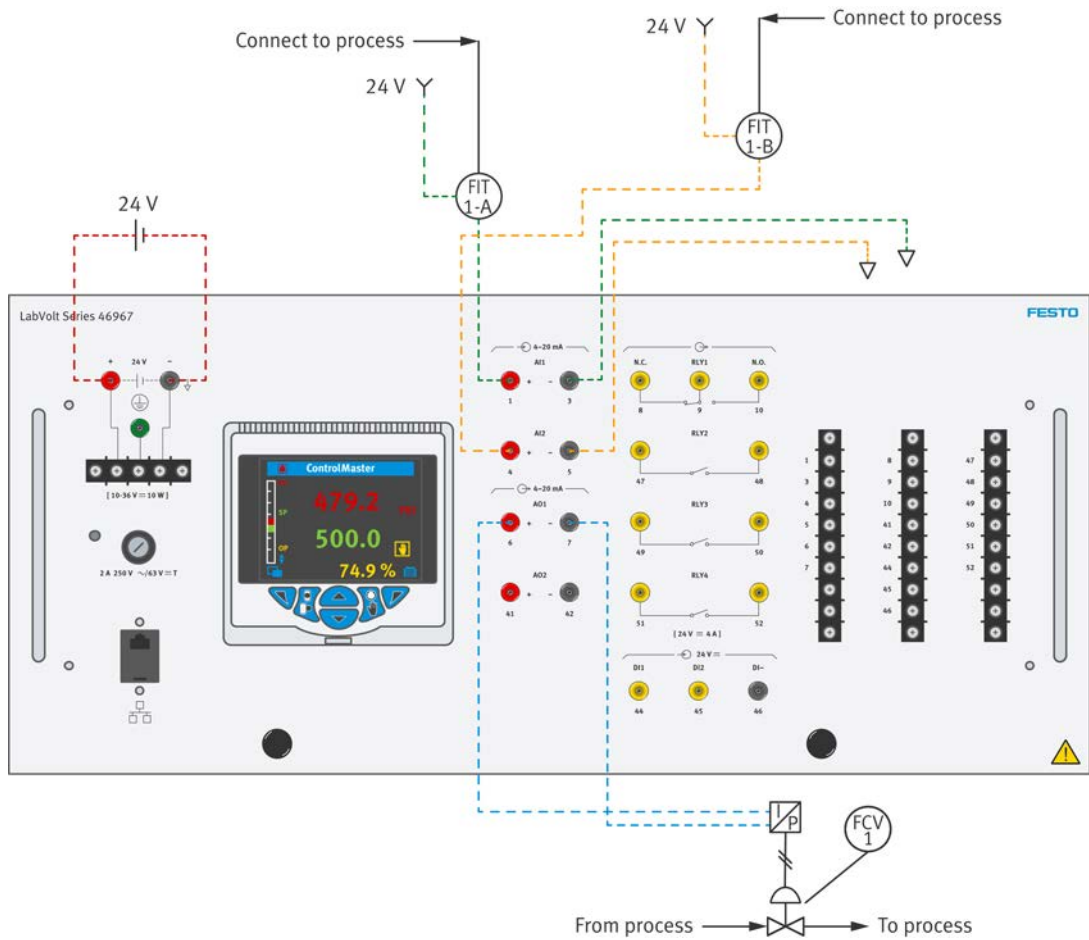 24 V
Connect to process
Connect to process
24 V
FIT
1-B
FIT
1-A
24 V
LabVolt Series 46967
FESTO
+ 24 V −
[ 10-36 V ⎓ 10 W ]
2 A 250 V ∼/63 V ⎓ T
ControlMaster
479.2
SP
500.0
OP
74.9 %
4~20 mA
AI1
+ −
1 3
AI2
+ −
4 5
4~20 mA
AO1
+ −
6 7
AO2
+ −
41 42
N.C. RLY1 N.O.
8 9 10
RLY2
47 48
RLY3
49 50
RLY4
51 52
[ 24 V ⎓ 4 A ]
24 V ⎓
DI1 DI2 DI−
44 45 46
1 8 47
3 9 48
4 10 49
5 41 50
6 42 51
7 44 52
45
46
I
P
FCV
1
From process
To process